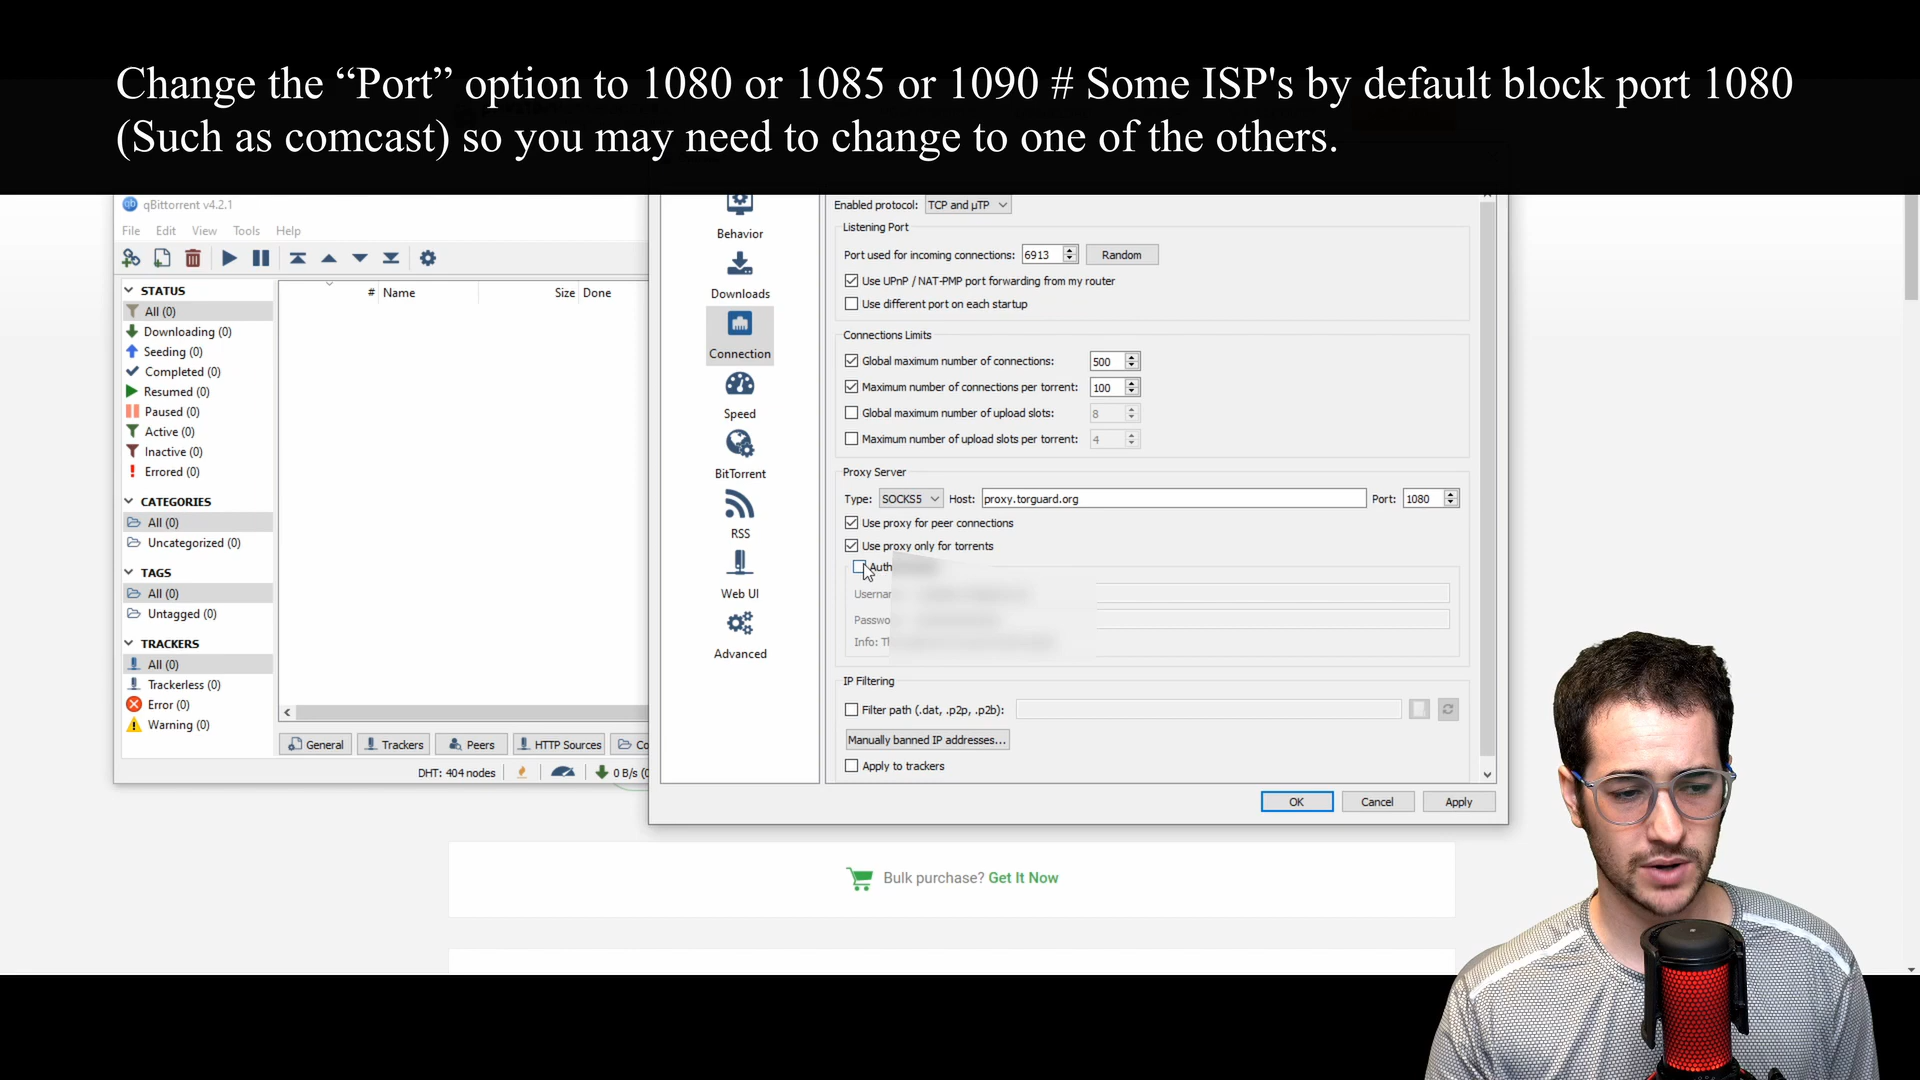 Change the “Port” option to 1080 or 1085 or 1090 # Some ISP's by default block port 1080
(Such as comcast) so you may need to change to one of the others.
qBittorrent v4.2.1
File Edit View Tools Help
STATUS
All (0)
Downloading (0)
Seeding (0)
Completed (0)
Resumed (0)
Paused (0)
Active (0)
Inactive (0)
Errored (0)
CATEGORIES
All (0)
Uncategorized (0)
TAGS
All (0)
Untagged (0)
TRACKERS
All (0)
Trackerless (0)
Error (0)
Warning (0)
# Name Size Done
General Trackers Peers HTTP Sources Co
DHT: 404 nodes 0 B/s (0
Behavior
Downloads
Connection
Speed
BitTorrent
RSS
Web UI
Advanced
Enabled protocol: TCP and μTP
Listening Port
Port used for incoming connections: 6913 Random
Use UPnP / NAT-PMP port forwarding from my router
Use different port on each startup
Connections Limits
Global maximum number of connections: 500
Maximum number of connections per torrent: 100
Global maximum number of upload slots: 8
Maximum number of upload slots per torrent: 4
Proxy Server
Type: SOCKS5 Host: proxy.torguard.org Port: 1080
Use proxy for peer connections
Use proxy only for torrents
Auth
Userna
Passwo
Info: Th
IP Filtering
Filter path (.dat, .p2p, .p2b):
Manually banned IP addresses...
Apply to trackers
OK Cancel Apply
Bulk purchase? Get It Now